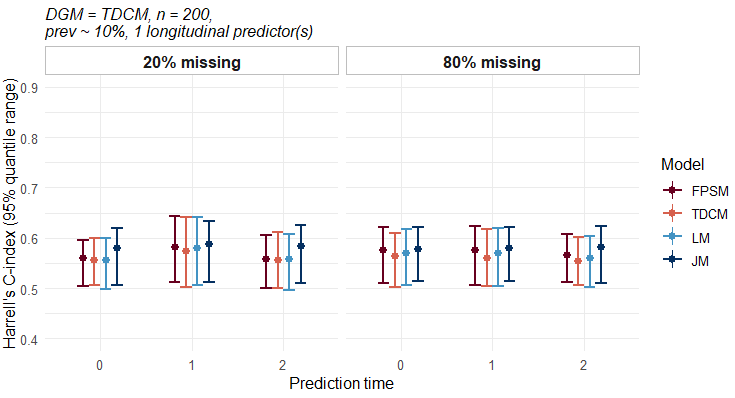 DGM = TDCM, n = 200,
prev ~ 10%, 1 longitudinal predictor(s)
20% missing
80% missing
Harrell's C-index (95% quantile range)
0.9
0.8
0.7
0.6
0.5
0.4
0 1 2
0 1 2
Prediction time
Model
FPSM
TDCM
LM
JM